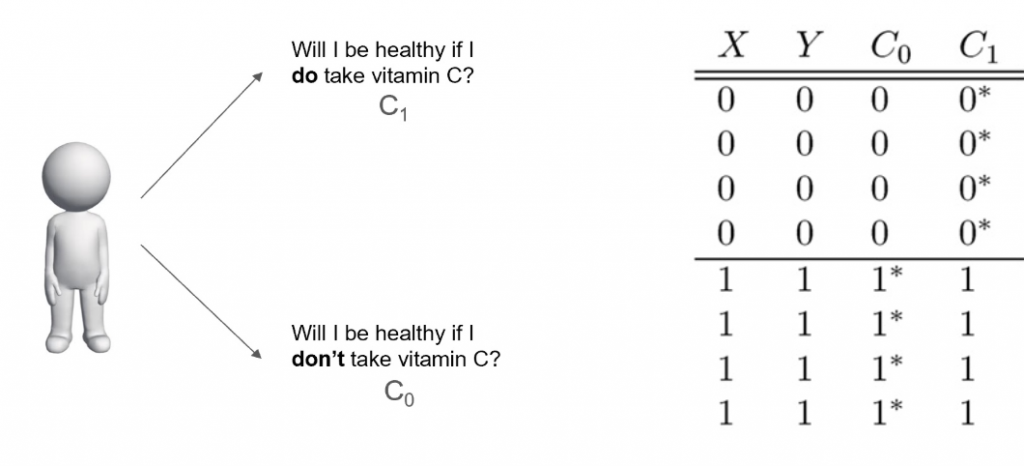 Will I be healthy if I
do take vitamin C?
C₁
Will I be healthy if I
don't take vitamin C?
C₀
X Y C₀ C₁
0 0 0 0*
0 0 0 0*
0 0 0 0*
0 0 0 0*
1 1 1* 1
1 1 1* 1
1 1 1* 1
1 1 1* 1